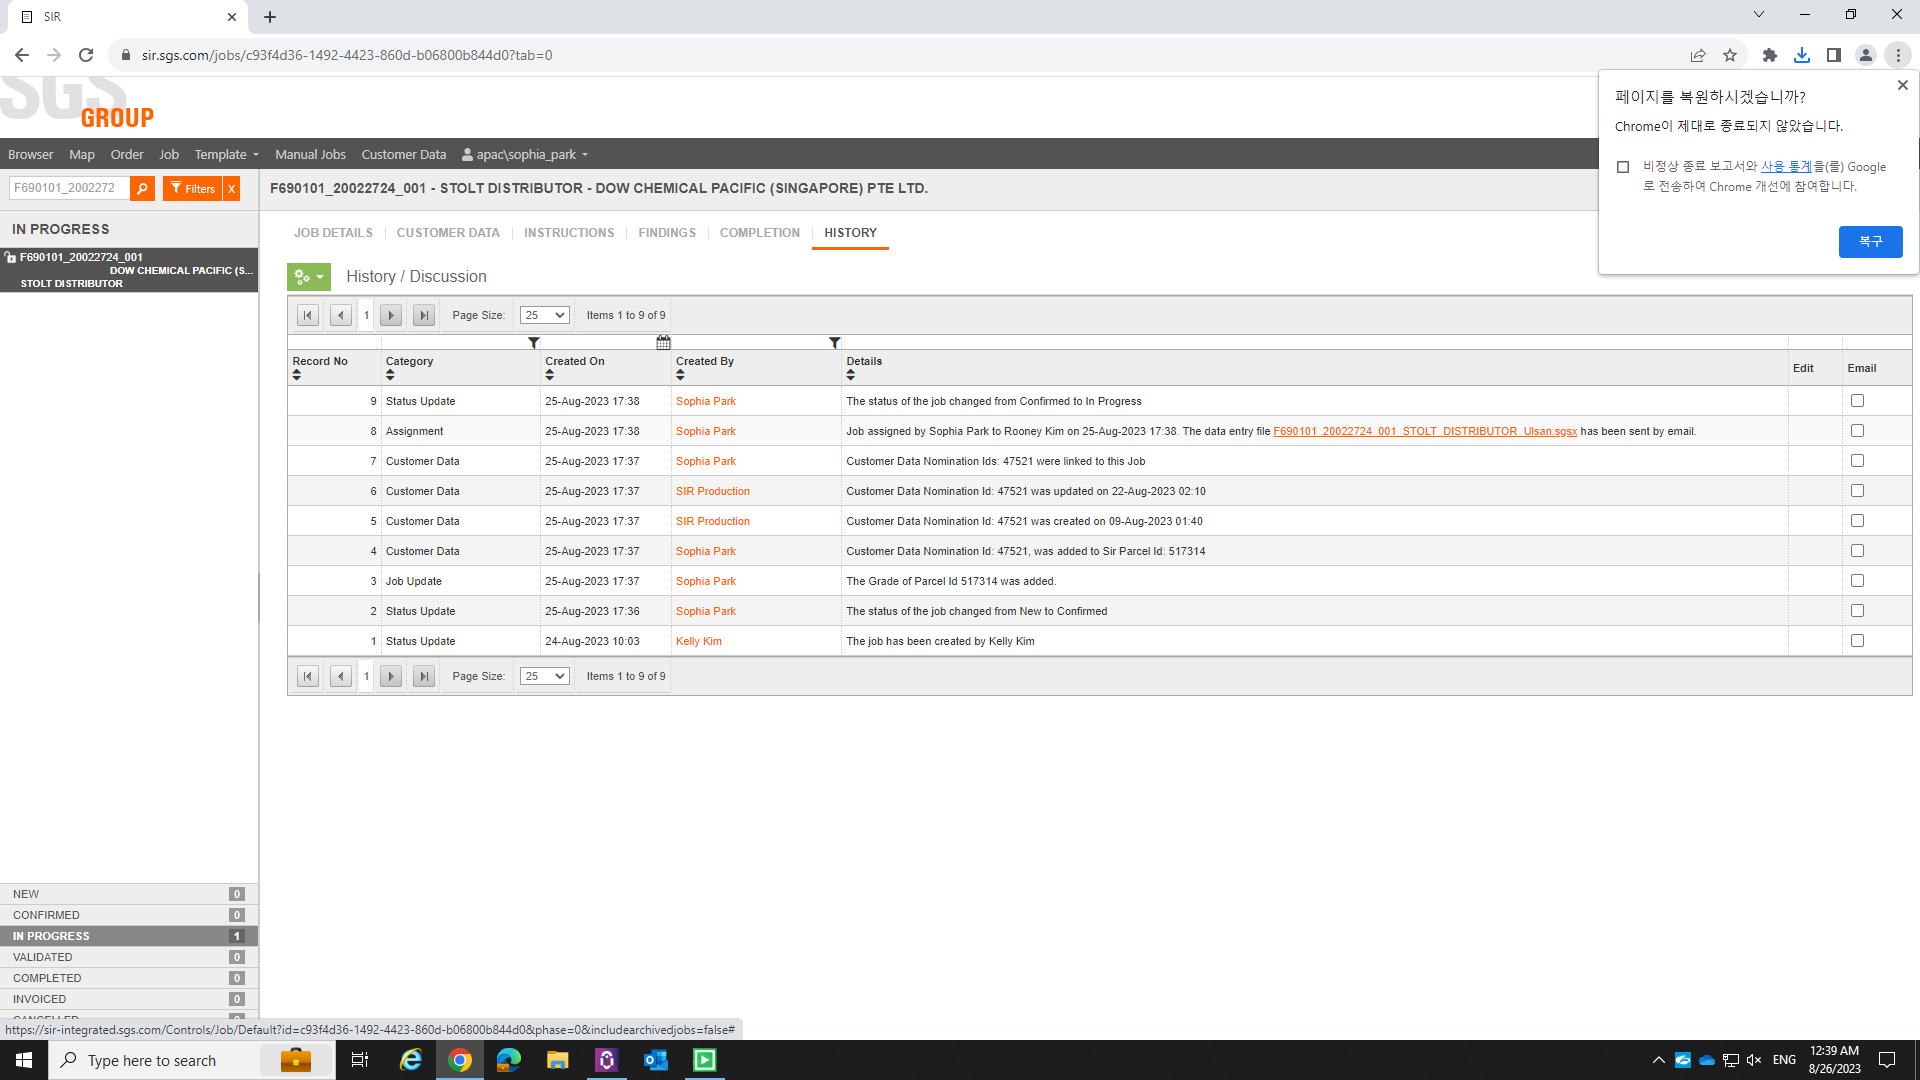 SIR
sir.sgs.com/jobs/c93f4d36-1492-4423-860d-b06800b844d0?tab=0
SGS
GROUP
페이지를 복원하시겠습니까?
Chrome이 제대로 종료되지 않았습니다.
비정상 종료 보고서와 사용 통계을(를) Google
로 전송하여 Chrome 개선에 참여합니다.
복구
Browser Map Order Job Template Manual Jobs Customer Data apac\sophia_park
F690101_2002272 Filters X
F690101_20022724_001 - STOLT DISTRIBUTOR - DOW CHEMICAL PACIFIC (SINGAPORE) PTE LTD.
IN PROGRESS
F690101_20022724_001
DOW CHEMICAL PACIFIC (S...
STOLT DISTRIBUTOR
JOB DETAILS CUSTOMER DATA INSTRUCTIONS FINDINGS COMPLETION HISTORY
History / Discussion
1 Page Size: 25 Items 1 to 9 of 9
Record No Category Created On Created By Details Edit Email
9 Status Update 25-Aug-2023 17:38 Sophia Park The status of the job changed from Confirmed to In Progress
8 Assignment 25-Aug-2023 17:38 Sophia Park Job assigned by Sophia Park to Rooney Kim on 25-Aug-2023 17:38. The data entry file F690101_20022724_001_STOLT_DISTRIBUTOR_Ulsan.sgsx has been sent by email.
7 Customer Data 25-Aug-2023 17:37 Sophia Park Customer Data Nomination Ids: 47521 were linked to this Job
6 Customer Data 25-Aug-2023 17:37 SIR Production Customer Data Nomination Id: 47521 was updated on 22-Aug-2023 02:10
5 Customer Data 25-Aug-2023 17:37 SIR Production Customer Data Nomination Id: 47521 was created on 09-Aug-2023 01:40
4 Customer Data 25-Aug-2023 17:37 Sophia Park Customer Data Nomination Id: 47521, was added to Sir Parcel Id: 517314
3 Job Update 25-Aug-2023 17:37 Sophia Park The Grade of Parcel Id 517314 was added.
2 Status Update 25-Aug-2023 17:36 Sophia Park The status of the job changed from New to Confirmed
1 Status Update 24-Aug-2023 10:03 Kelly Kim The job has been created by Kelly Kim
1 Page Size: 25 Items 1 to 9 of 9
NEW 0
CONFIRMED 0
IN PROGRESS 1
VALIDATED 0
COMPLETED 0
INVOICED 0
https://sir-integrated.sgs.com/Controls/Job/Default?id=c93f4d36-1492-4423-860d-b06800b844d0&phase=0&includearchivedjobs=false#
Type here to search
ENG
12:39 AM
8/26/2023